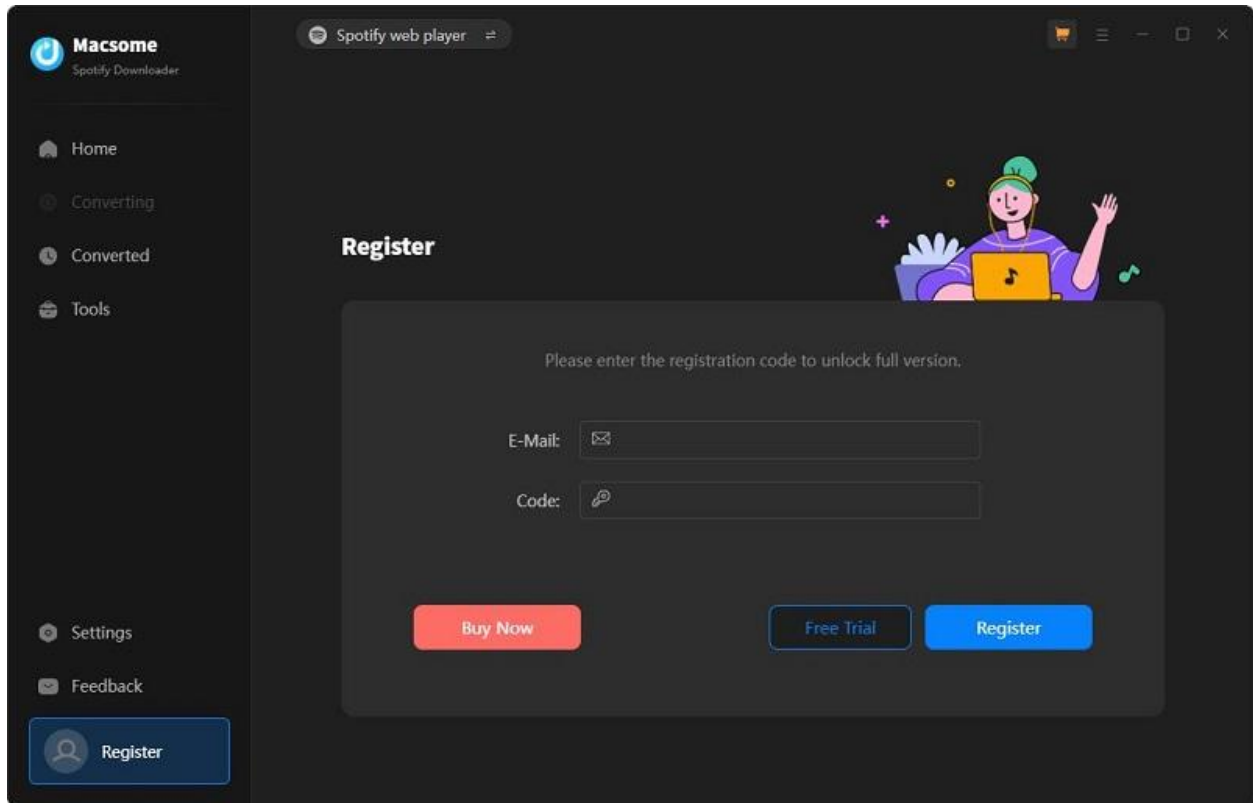 Macsome
Spotify Downloader
Spotify web player
Home
Converting
Converted
Tools
Register
Please enter the registration code to unlock full version.
E-Mail:
Code:
Buy Now
Free Trial
Register
Settings
Feedback
Register